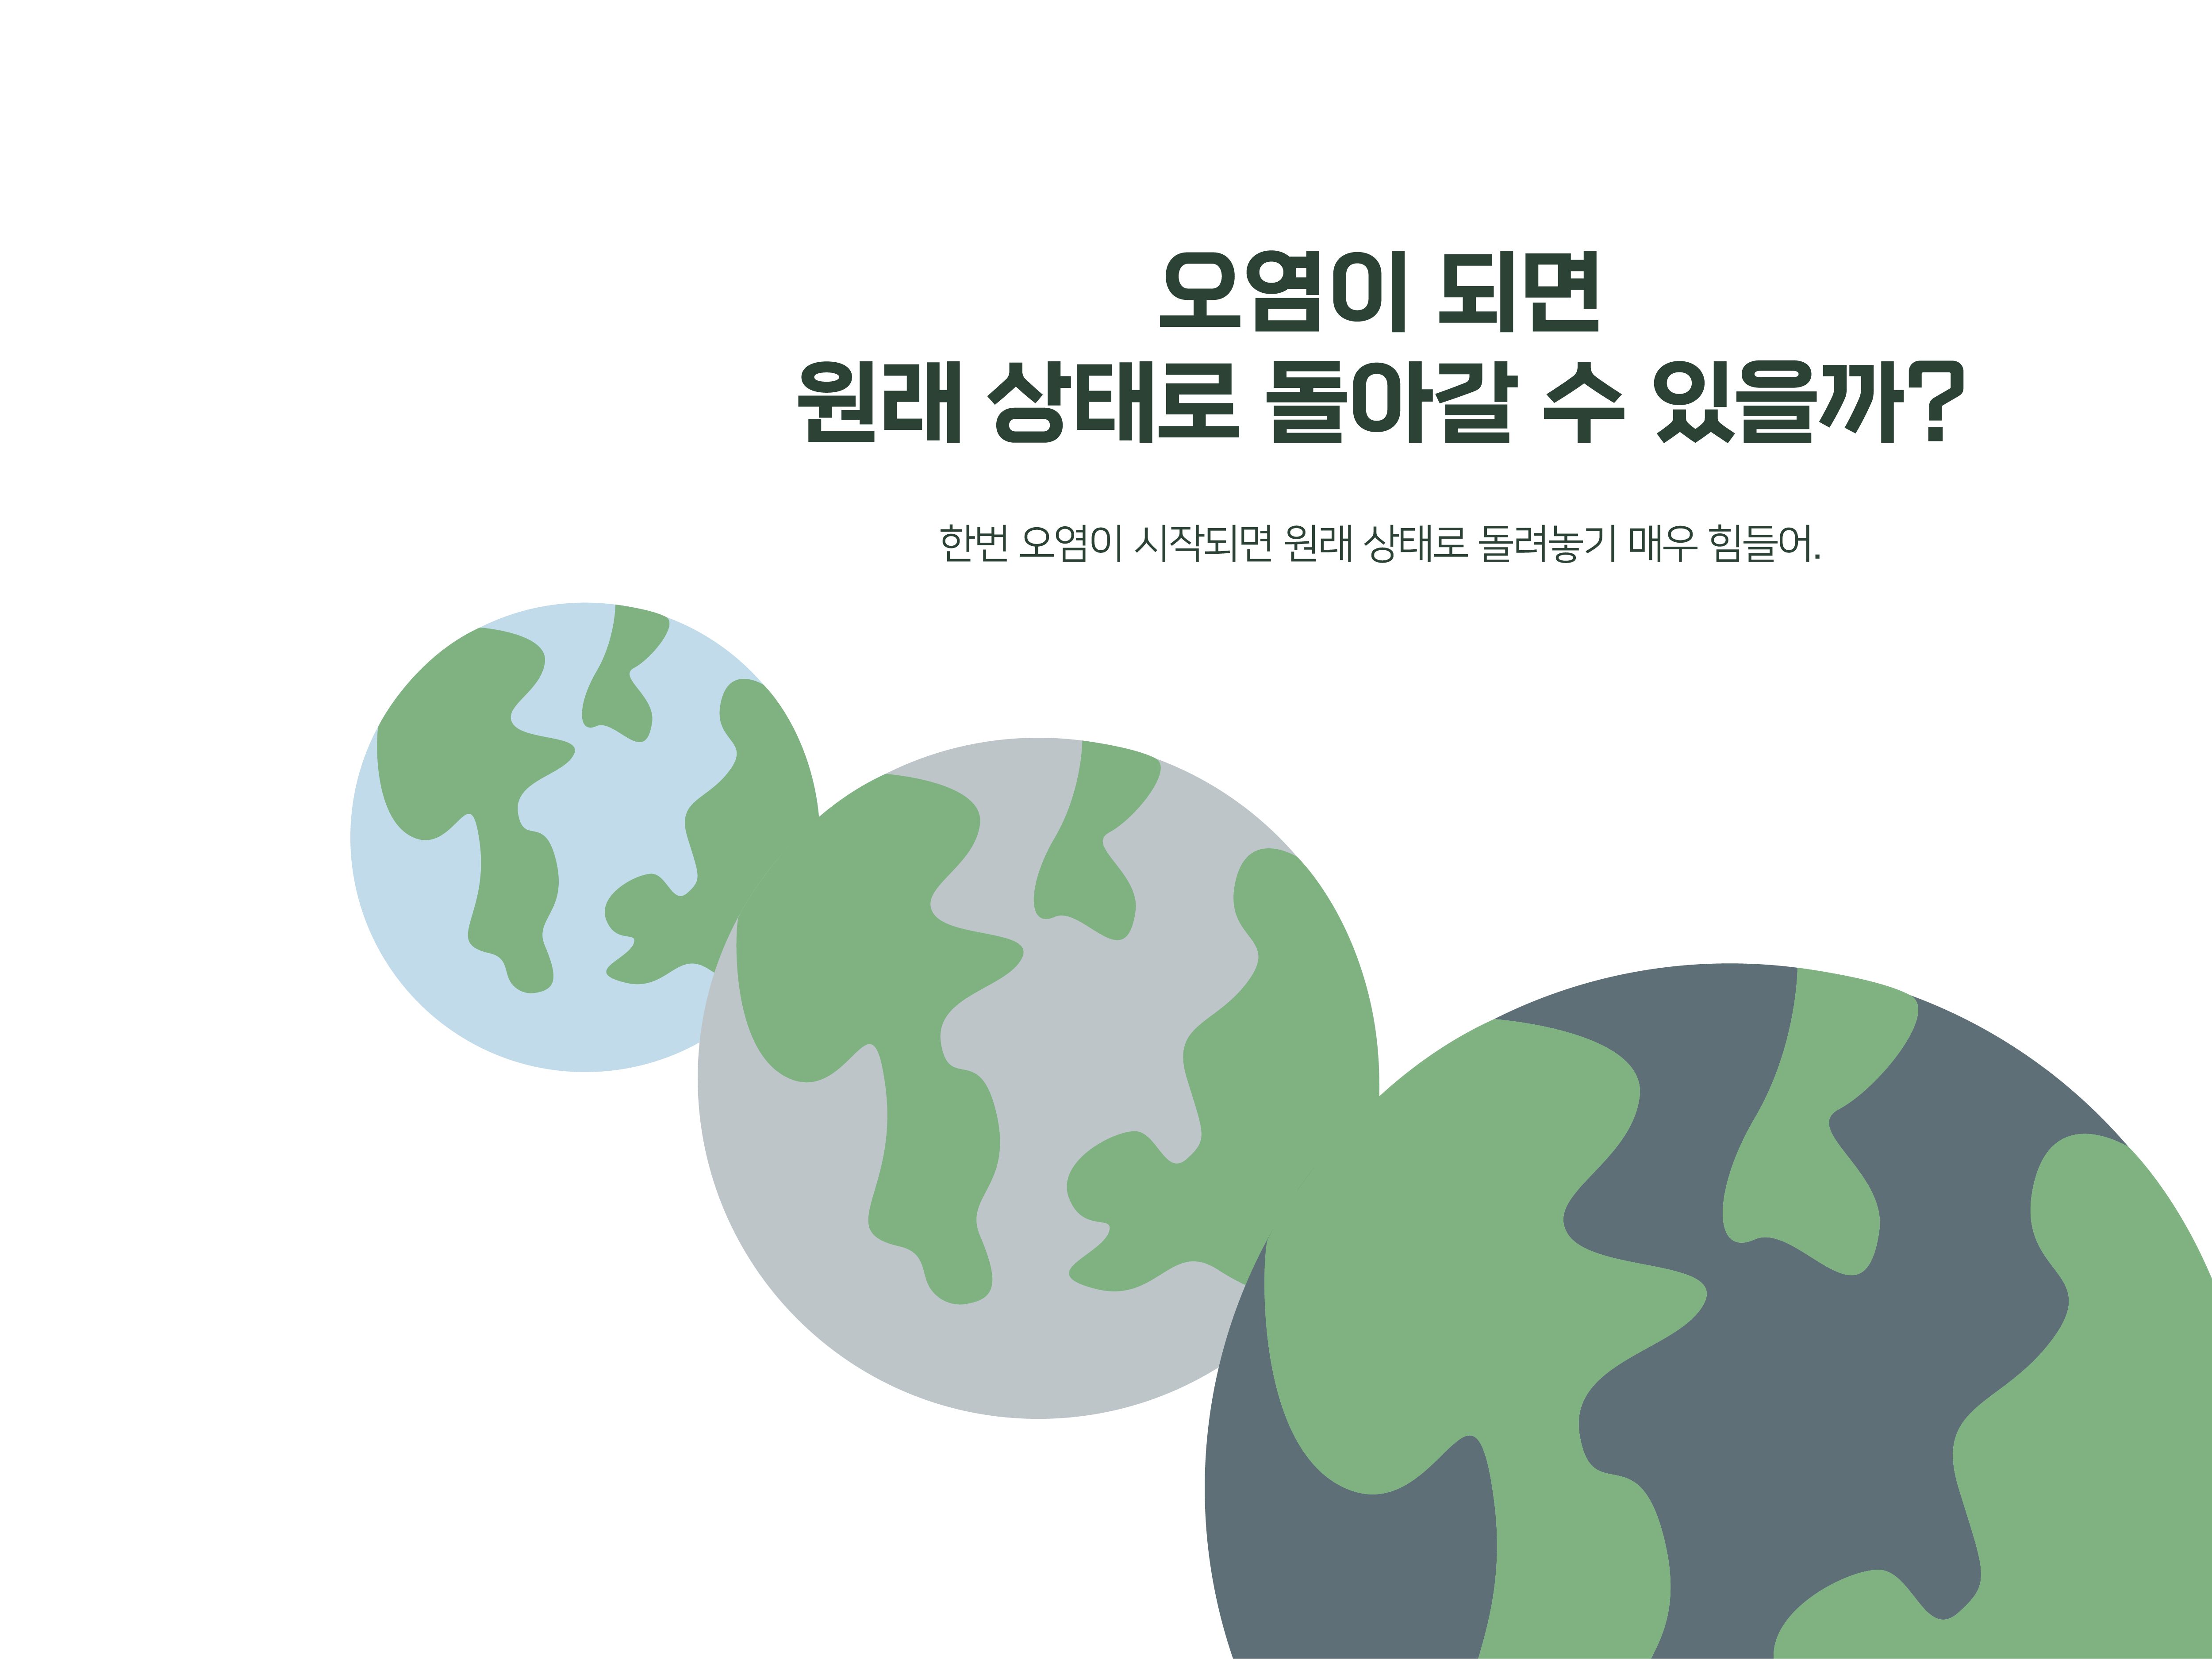 오염이 되면
원래 상태로 돌아갈 수 있을까?
한번 오염이 시작되면 원래 상태로 돌려놓기 매우 힘들어.